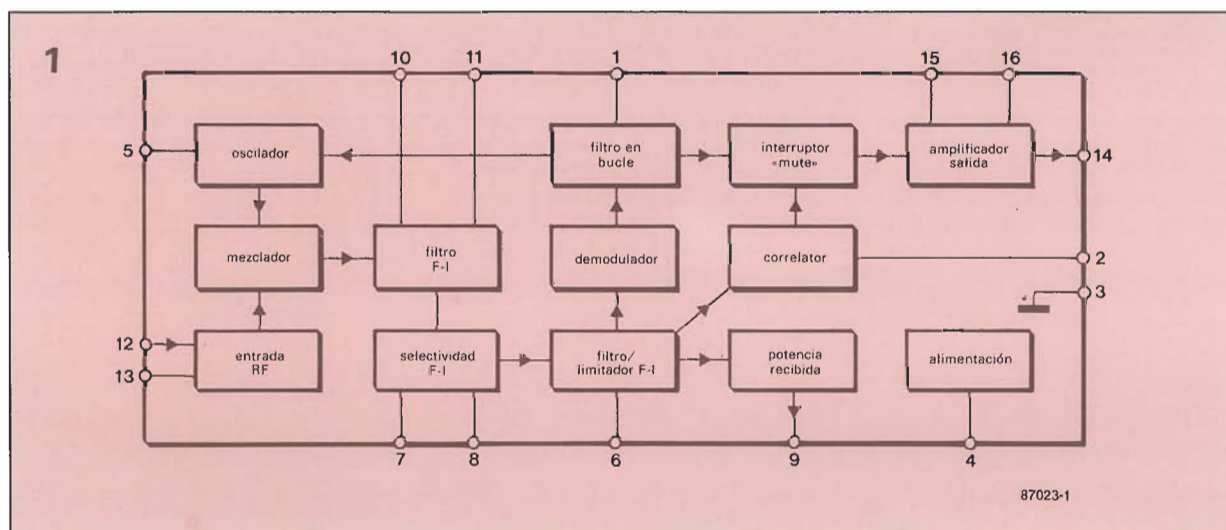 1
10
11
1
15
16
5
oscilador
filtro en
bucle
interruptor
«mute»
amplificador
salida
14
mezclador
filtro
F-I
demodulador
correlator
2
3
12
13
entrada
RF
selectividad
F-I
filtro/
limitador F-I
potencia
recibida
alimentación
7
8
6
9
4
87023-1